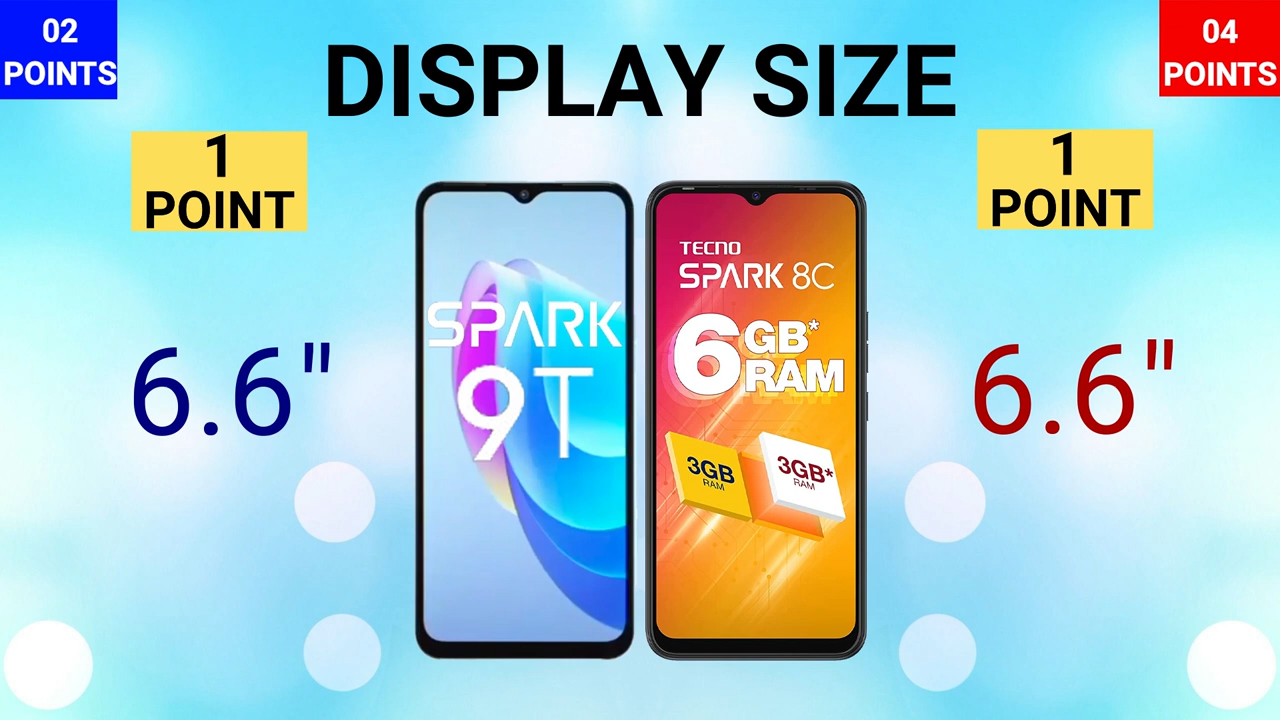 02
POINTS
DISPLAY SIZE
04
POINTS
1
POINT
1
POINT
SPARK
9T
TECNO
SPARK 8C
6GB*
RAM
3GB
RAM
3GB*
RAM
6.6"
6.6"